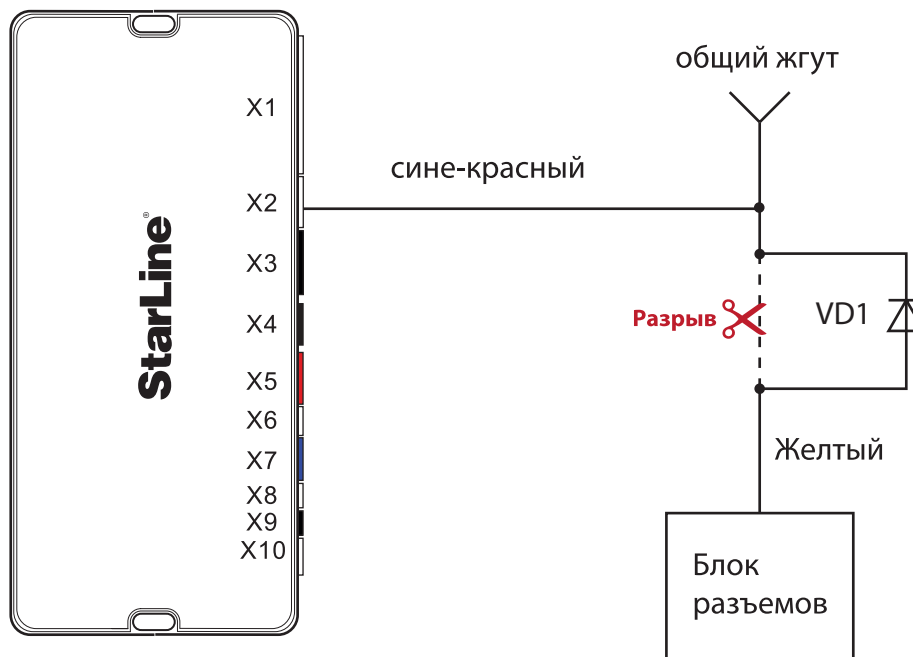 общий жгут
X1
сине-красный
X2
StarLine®
X3
X4
Разрыв
VD1
X5
X6
X7
Желтый
X8
X9
X10
Блок
разъемов